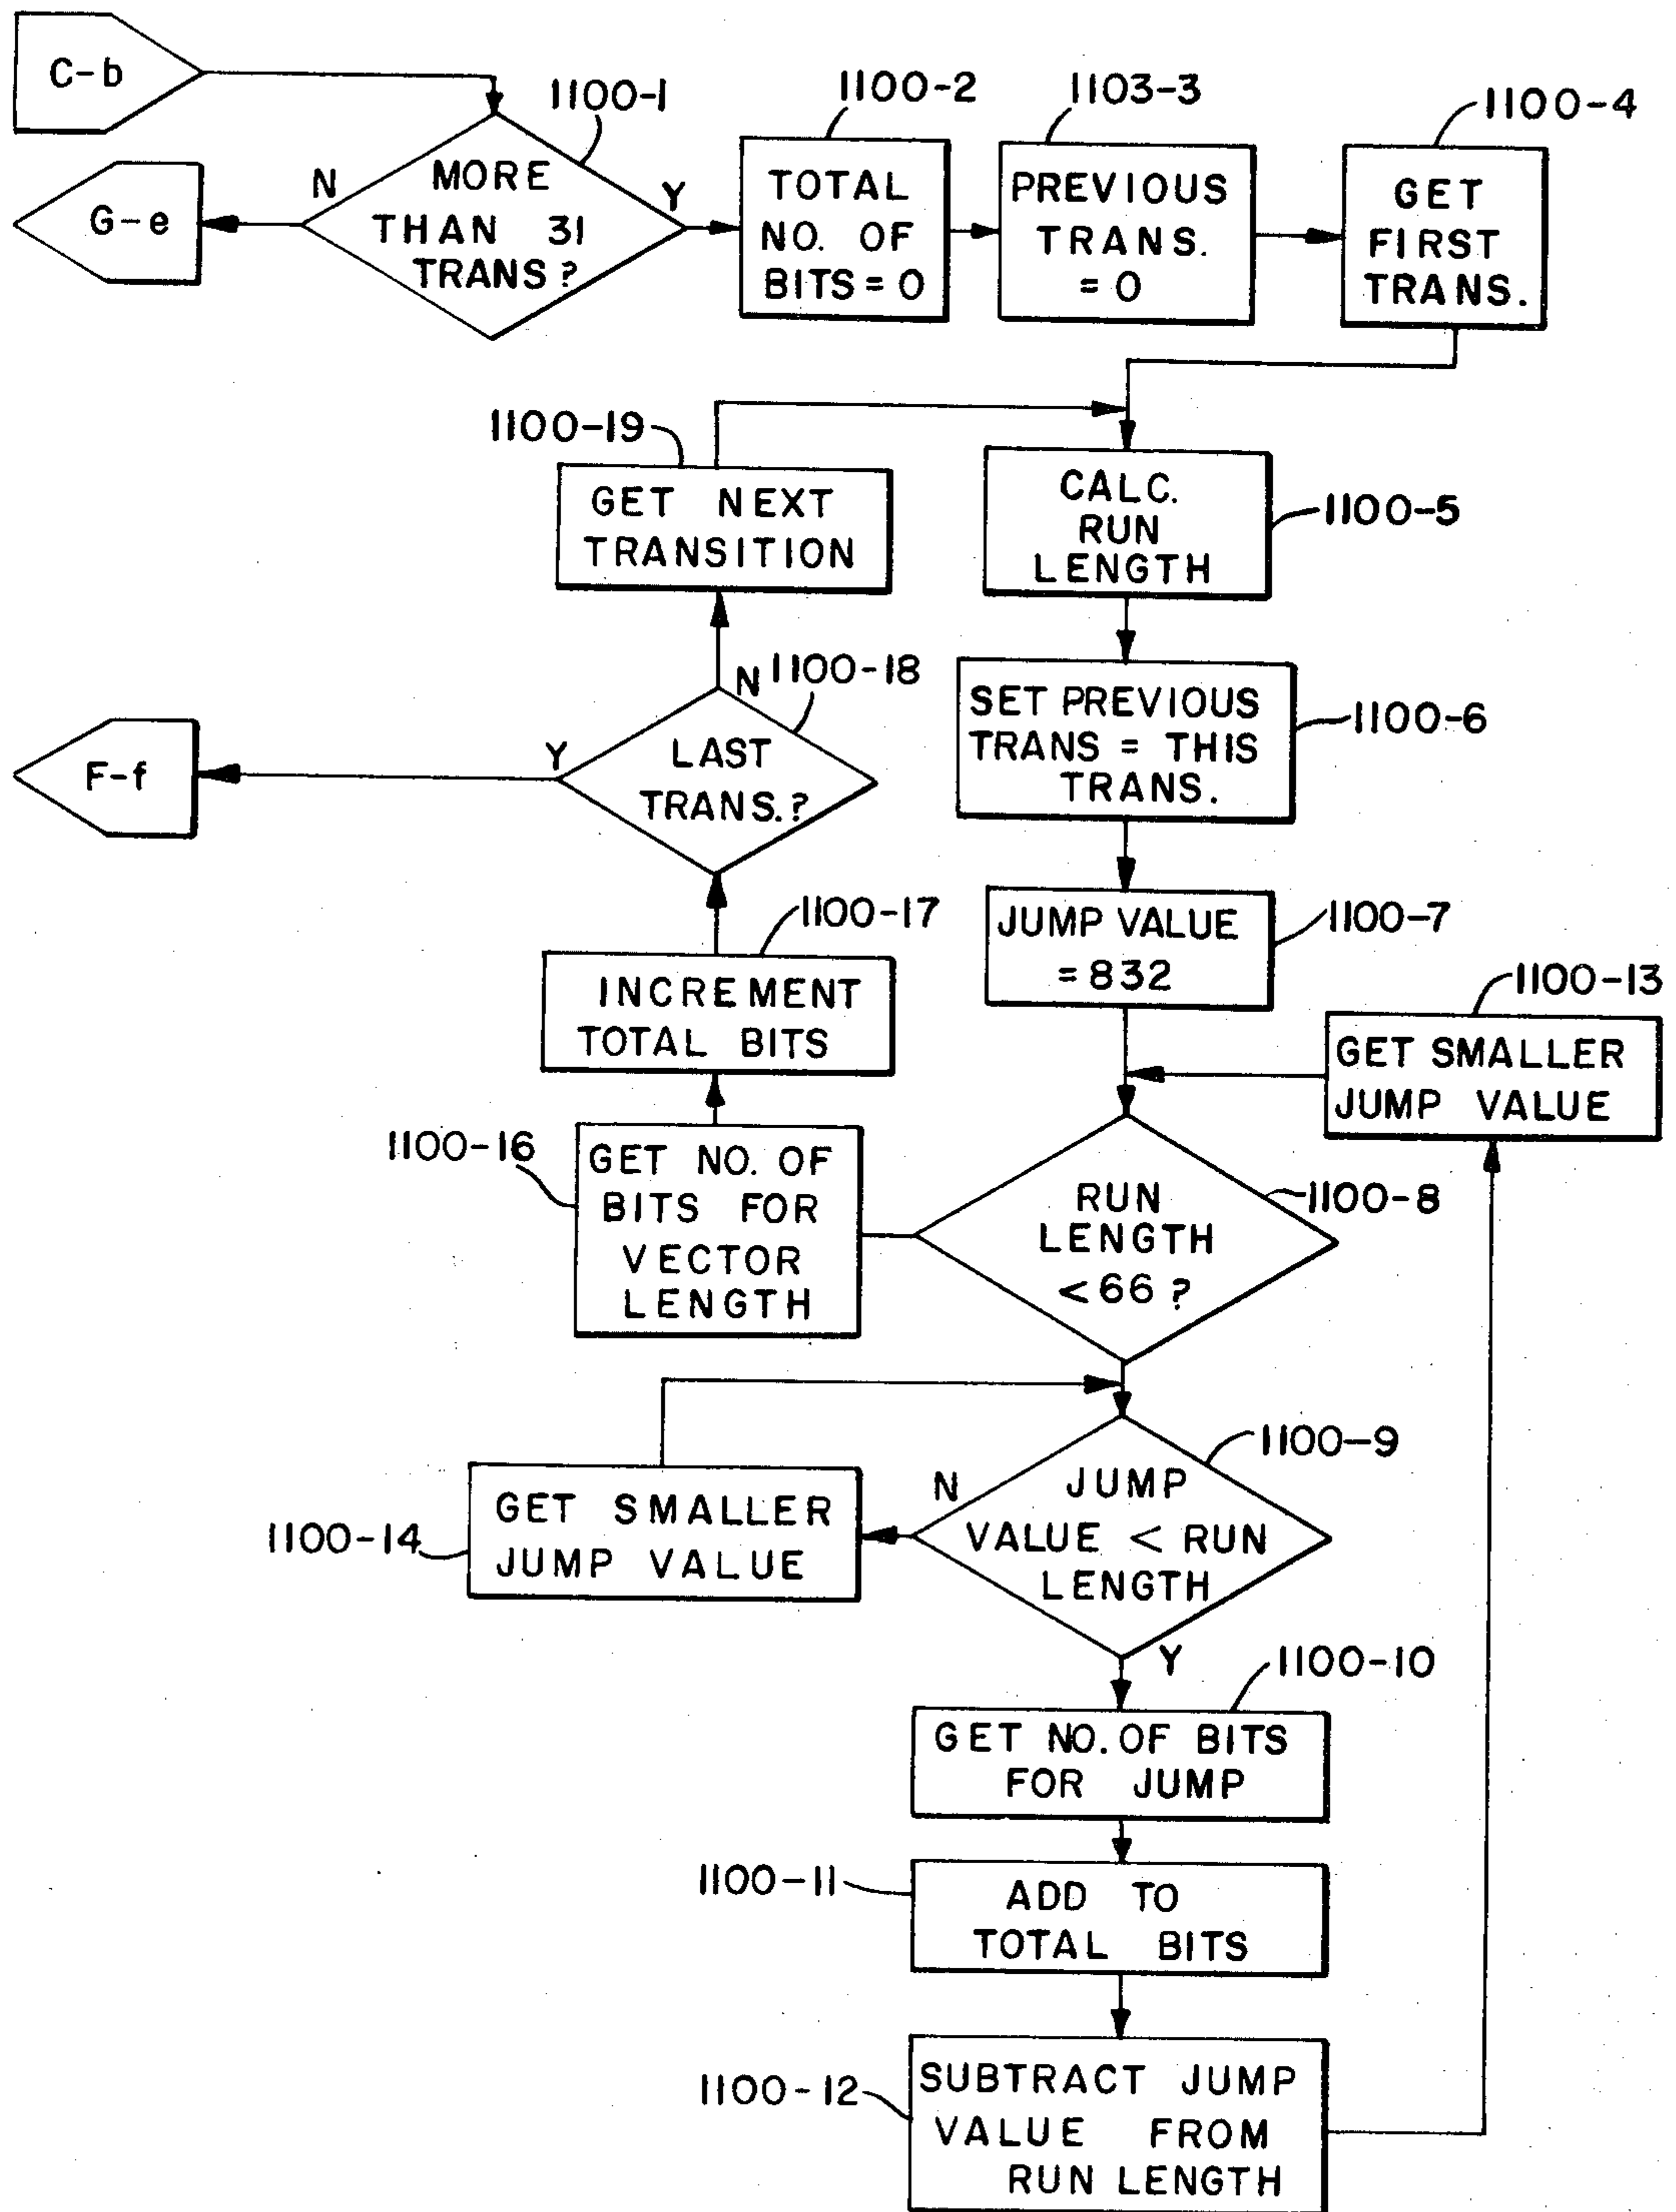 C-b
1100-1
1100-2
1103-3
1100-4
G-e
N
MORE
THAN 31
TRANS?
Y
TOTAL
NO. OF
BITS = 0
PREVIOUS
TRANS.
= 0
GET
FIRST
TRANS.
1100-19
GET NEXT
TRANSITION
CALC.
RUN
LENGTH
1100-5
N
1100-18
SET PREVIOUS
TRANS = THIS
TRANS.
1100-6
F-f
Y
LAST
TRANS.?
1100-17
INCREMENT
TOTAL BITS
JUMP VALUE
= 832
1100-7
1100-13
GET SMALLER
JUMP VALUE
1100-16
GET NO. OF
BITS FOR
VECTOR
LENGTH
RUN
LENGTH
< 66 ?
1100-8
1100-14
GET SMALLER
JUMP VALUE
N
JUMP
VALUE < RUN
LENGTH
1100-9
Y
1100-10
GET NO. OF BITS
FOR JUMP
1100-11
ADD TO
TOTAL BITS
1100-12
SUBTRACT JUMP
VALUE FROM
RUN LENGTH